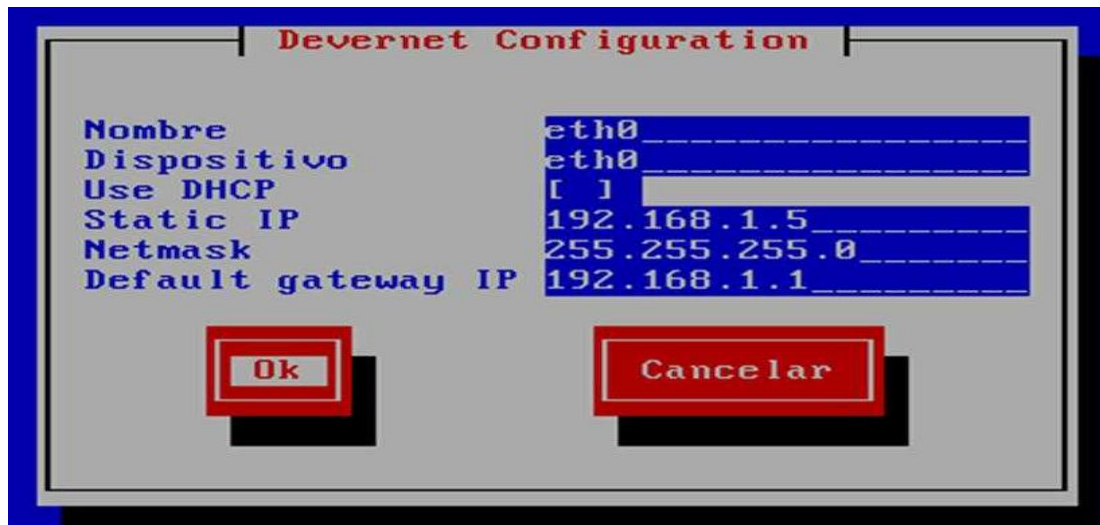 Devernet Configuration
Nombre eth0
Dispositivo eth0
Use DHCP [ ]
Static IP 192.168.1.5
Netmask 255.255.255.0
Default gateway IP 192.168.1.1
Ok Cancelar